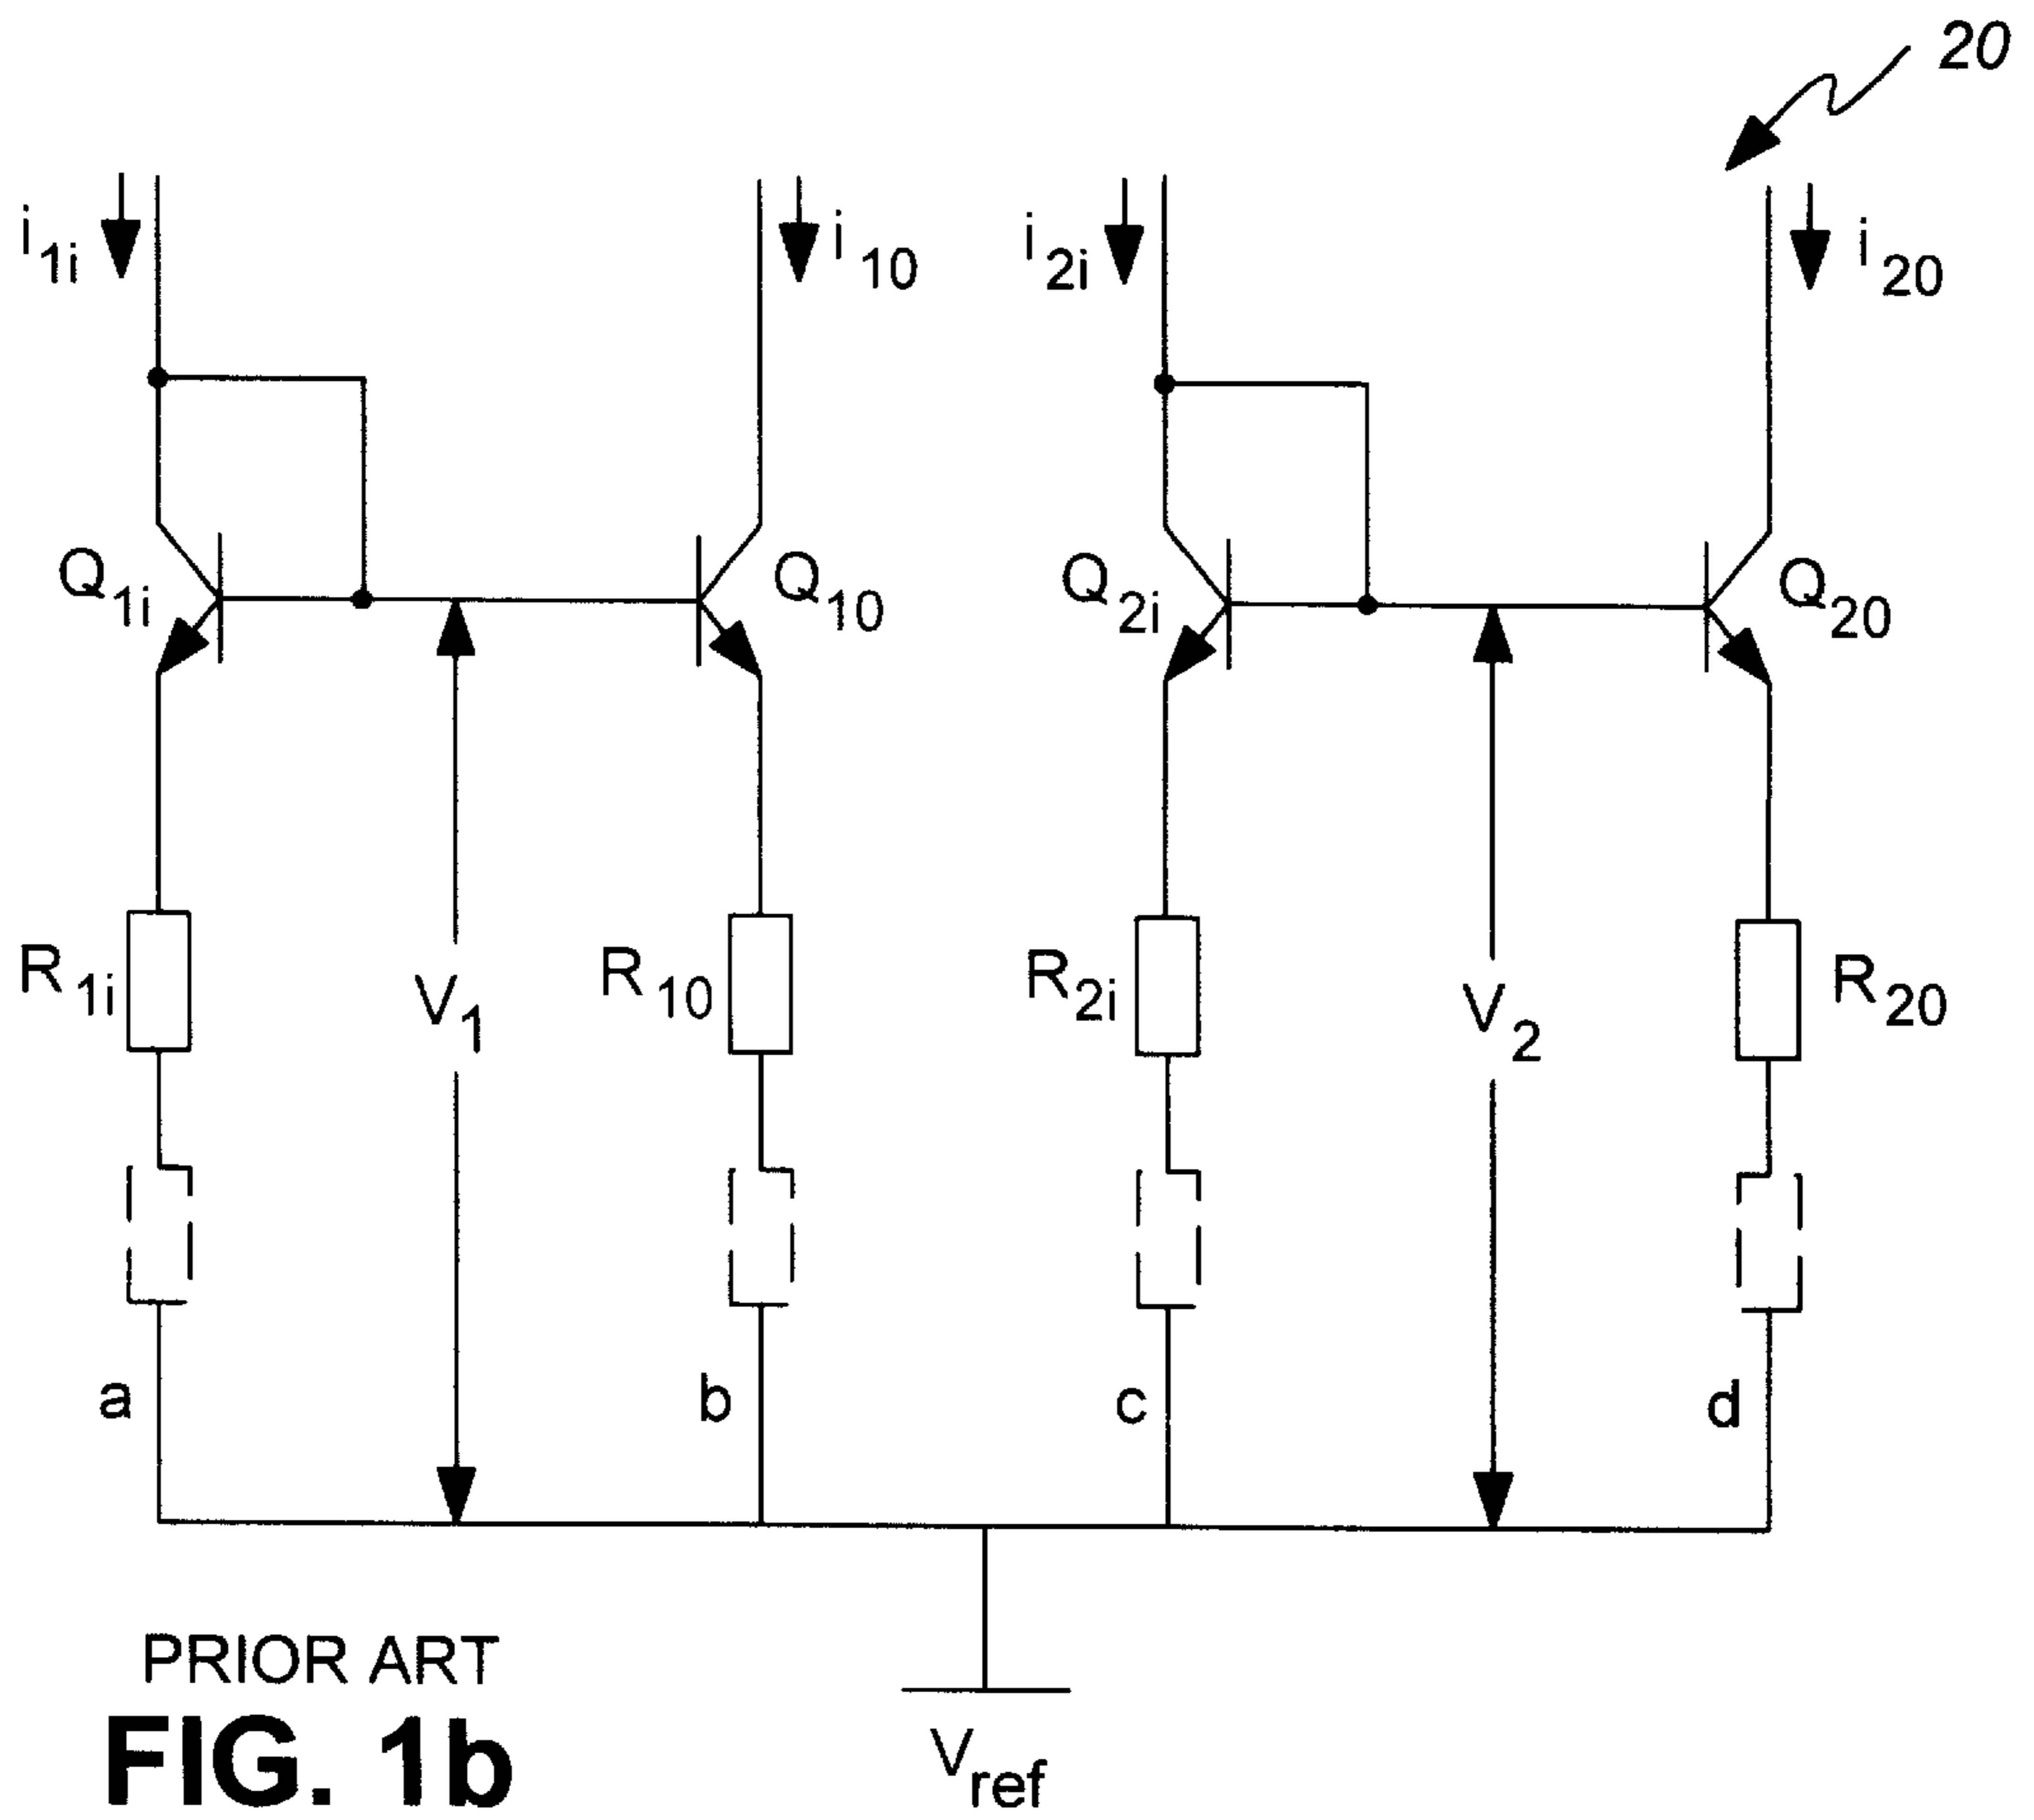 20
i1i
i10
i2i
i20
Q1i
Q10
Q2i
Q20
R1i
V1
R10
R2i
V2
R20
a
b
c
d
PRIOR ART
FIG. 1b
Vref